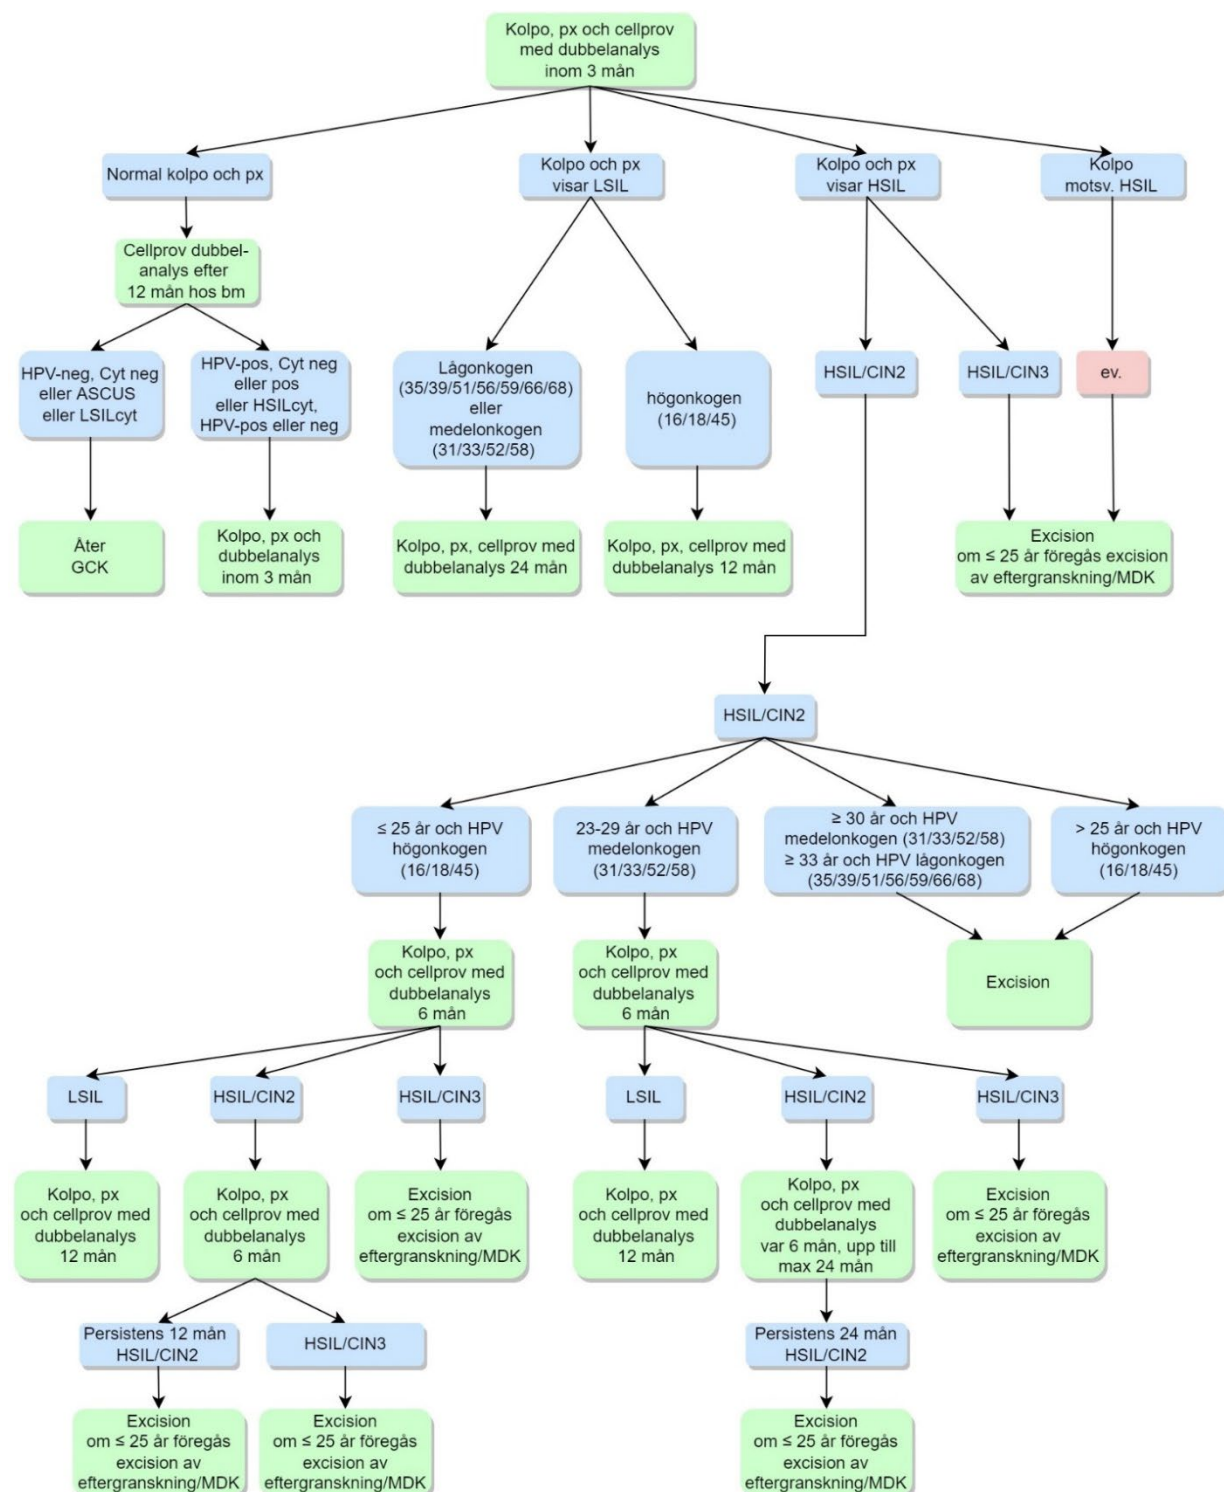 Kolpo, px och cellprov
med dubbelanalys
inom 3 mån
Normal kolpo och px
Kolpo och px
visar LSIL
Kolpo och px
visar HSIL
Kolpo
motsv. HSIL
Cellprov dubbel-
analys efter
12 mån hos bm
HPV-neg, Cyt neg
eller ASCUS
eller LSILcyt
HPV-pos, Cyt neg
eller pos
eller HSILcyt,
HPV-pos eller neg
Lågonkogen
(35/39/51/56/59/66/68)
eller
medelonkogen
(31/33/52/58)
högonkogen
(16/18/45)
HSIL/CIN2
HSIL/CIN3
ev.
Åter
GCK
Kolpo, px och
dubbelanalys
inom 3 mån
Kolpo, px, cellprov med
dubbelanalys 24 mån
Kolpo, px, cellprov med
dubbelanalys 12 mån
Excision
om ≤ 25 år föregås excision
av eftergranskning/MDK
HSIL/CIN2
≤ 25 år och HPV
högonkogen
(16/18/45)
23-29 år och HPV
medelonkogen
(31/33/52/58)
≥ 30 år och HPV
medelonkogen (31/33/52/58)
≥ 33 år och HPV lågonkogen
(35/39/51/56/59/66/68)
> 25 år och HPV
högonkogen
(16/18/45)
Kolpo, px
och cellprov med
dubbelanalys
6 mån
Kolpo, px
och cellprov med
dubbelanalys
6 mån
Excision
LSIL
HSIL/CIN2
HSIL/CIN3
LSIL
HSIL/CIN2
HSIL/CIN3
Kolpo, px
och cellprov med
dubbelanalys
12 mån
Kolpo, px
och cellprov med
dubbelanalys
6 mån
Excision
om ≤ 25 år föregås
excision av
eftergranskning/MDK
Kolpo, px
och cellprov med
dubbelanalys
12 mån
Kolpo, px
och cellprov med
dubbelanalys
var 6 mån, upp till
max 24 mån
Excision
om ≤ 25 år föregås
excision av
eftergranskning/MDK
Persistens 12 mån
HSIL/CIN2
HSIL/CIN3
Persistens 24 mån
HSIL/CIN2
Excision
om ≤ 25 år föregås
excision av
eftergranskning/MDK
Excision
om ≤ 25 år föregås
excision av
eftergranskning/MDK
Excision
om ≤ 25 år föregås
excision av
eftergranskning/MDK